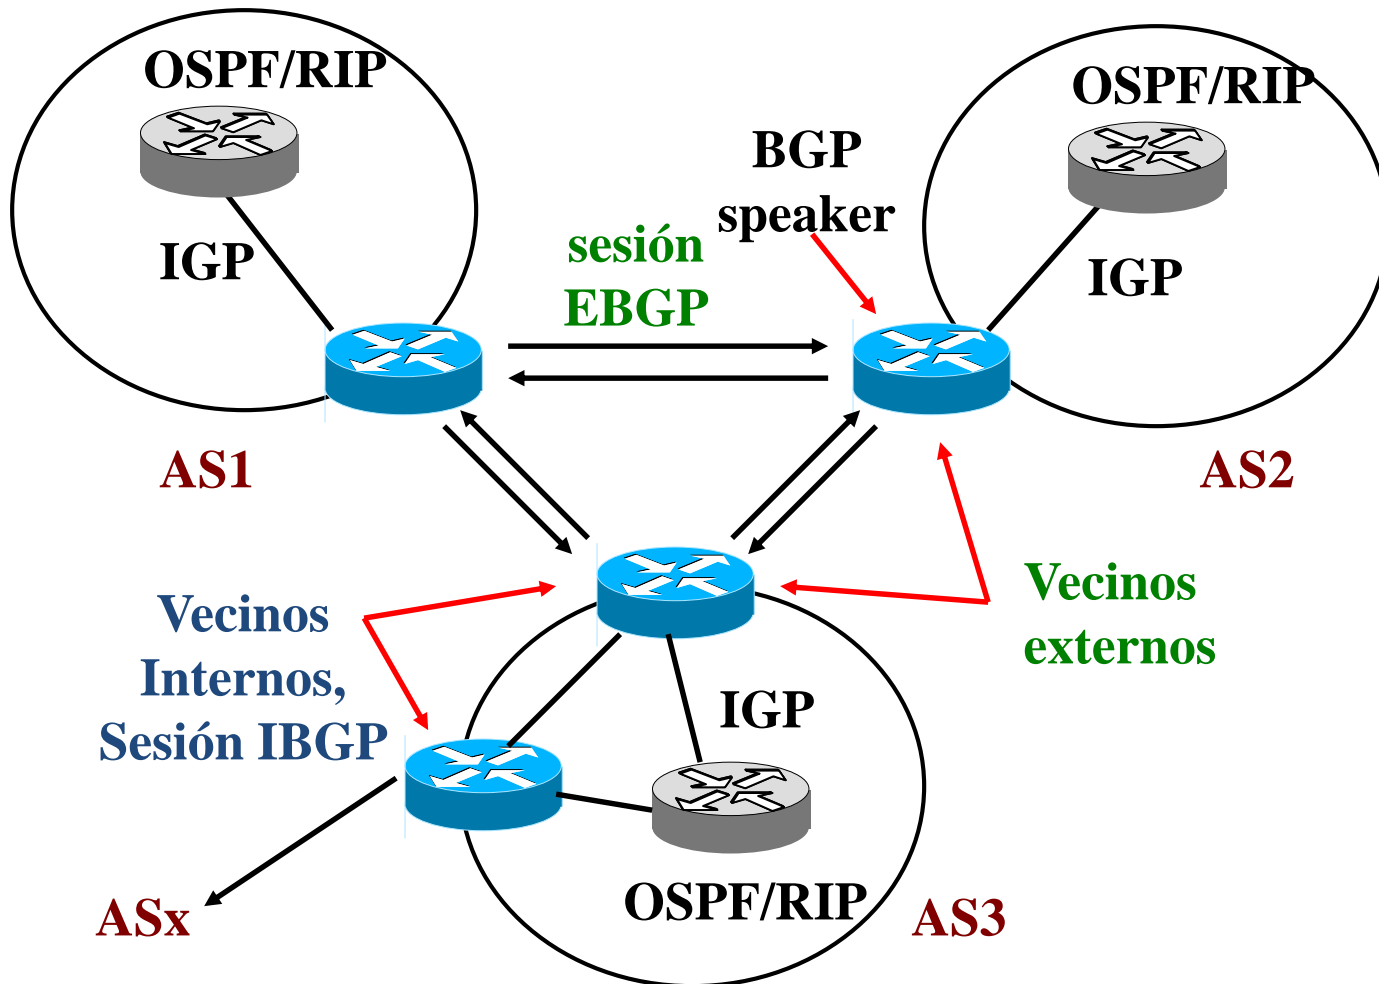 OSPF/RIP
OSPF/RIP
BGP
speaker
IGP
sesión
EBGP
IGP
AS1
AS2
Vecinos
Internos,
Sesión IBGP
Vecinos
externos
IGP
OSPF/RIP
ASx
AS3